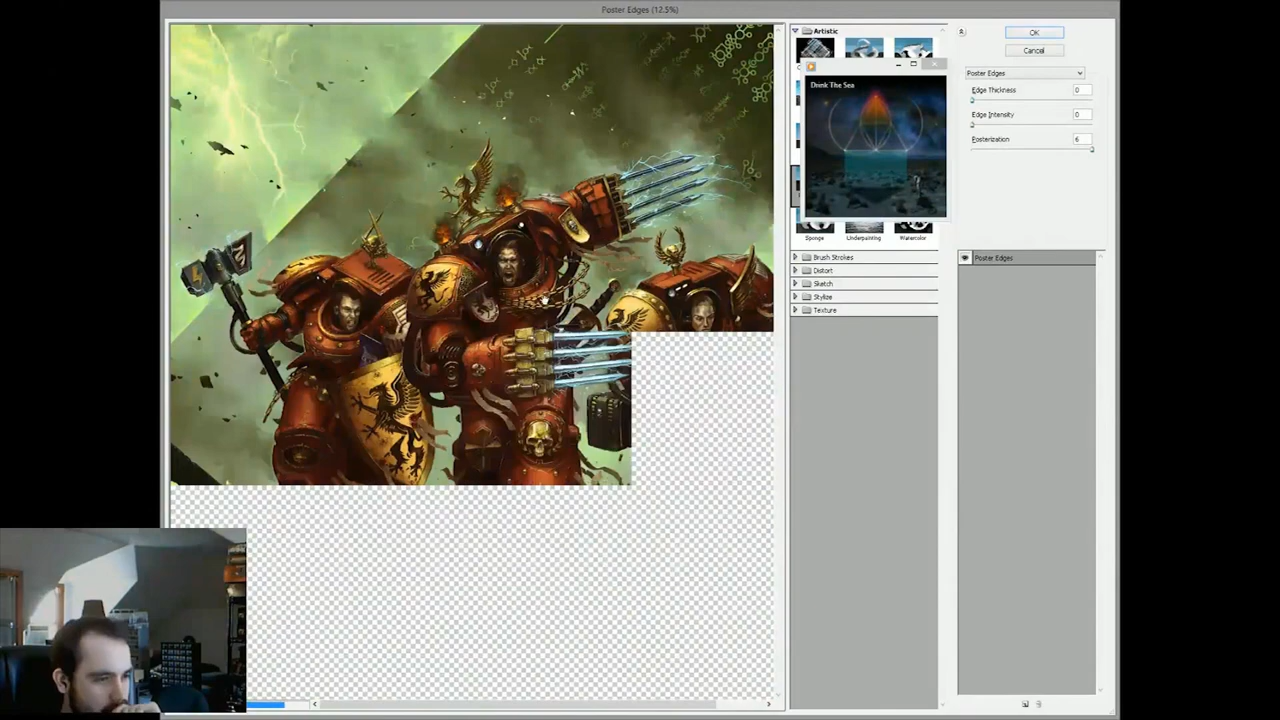 Poster Edges (12.5%)
Artistic
OK
Cancel
Drink The Sea
Poster Edges
Edge Thickness
0
Edge Intensity
0
Posterization
6
Sponge
Underpainting
Watercolor
Brush Strokes
Distort
Sketch
Stylize
Texture
Poster Edges